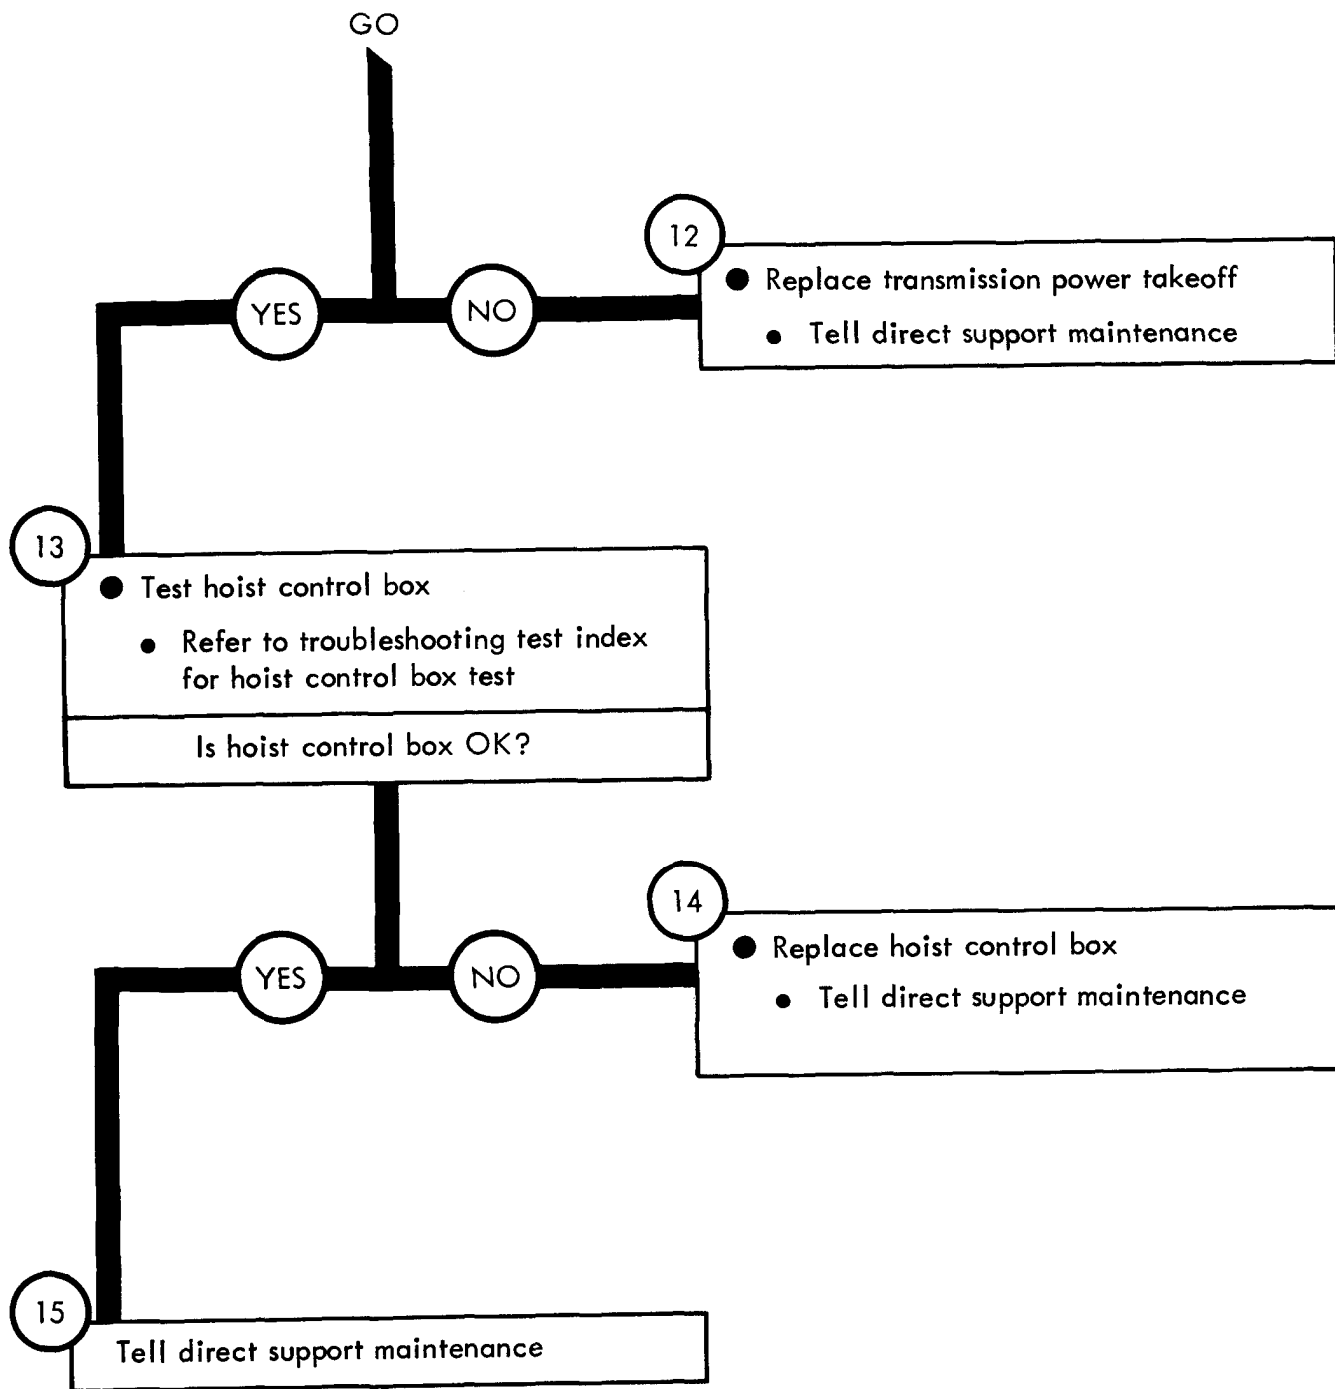 GO
YES
NO
12
● Replace transmission power takeoff
● Tell direct support maintenance
13
● Test hoist control box
● Refer to troubleshooting test index
for hoist control box test
Is hoist control box OK?
YES
NO
14
● Replace hoist control box
● Tell direct support maintenance
15
Tell direct support maintenance